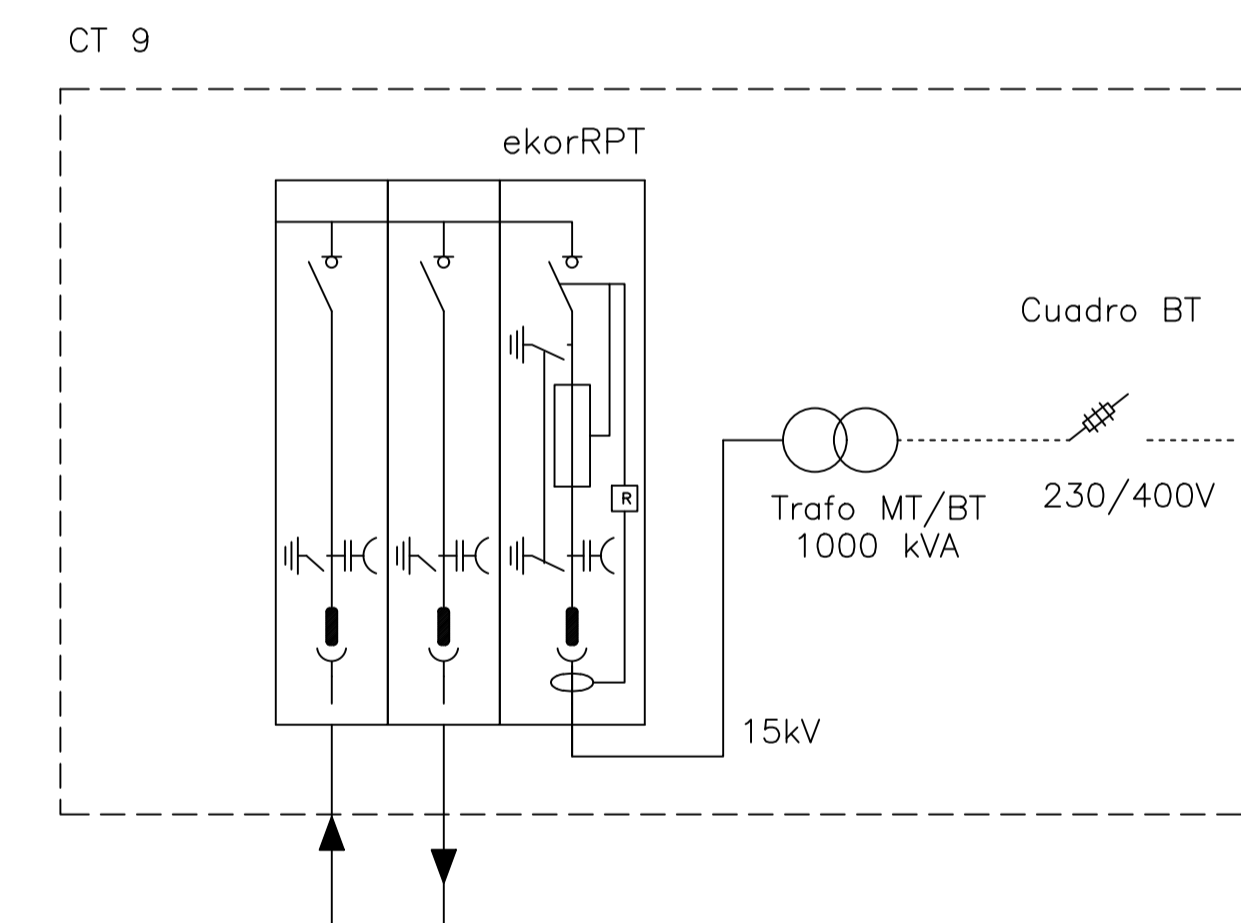 CT 9
ekorRPT
Cuadro BT
230/400V
Trafo MT/BT
1000 kVA
R
15kV